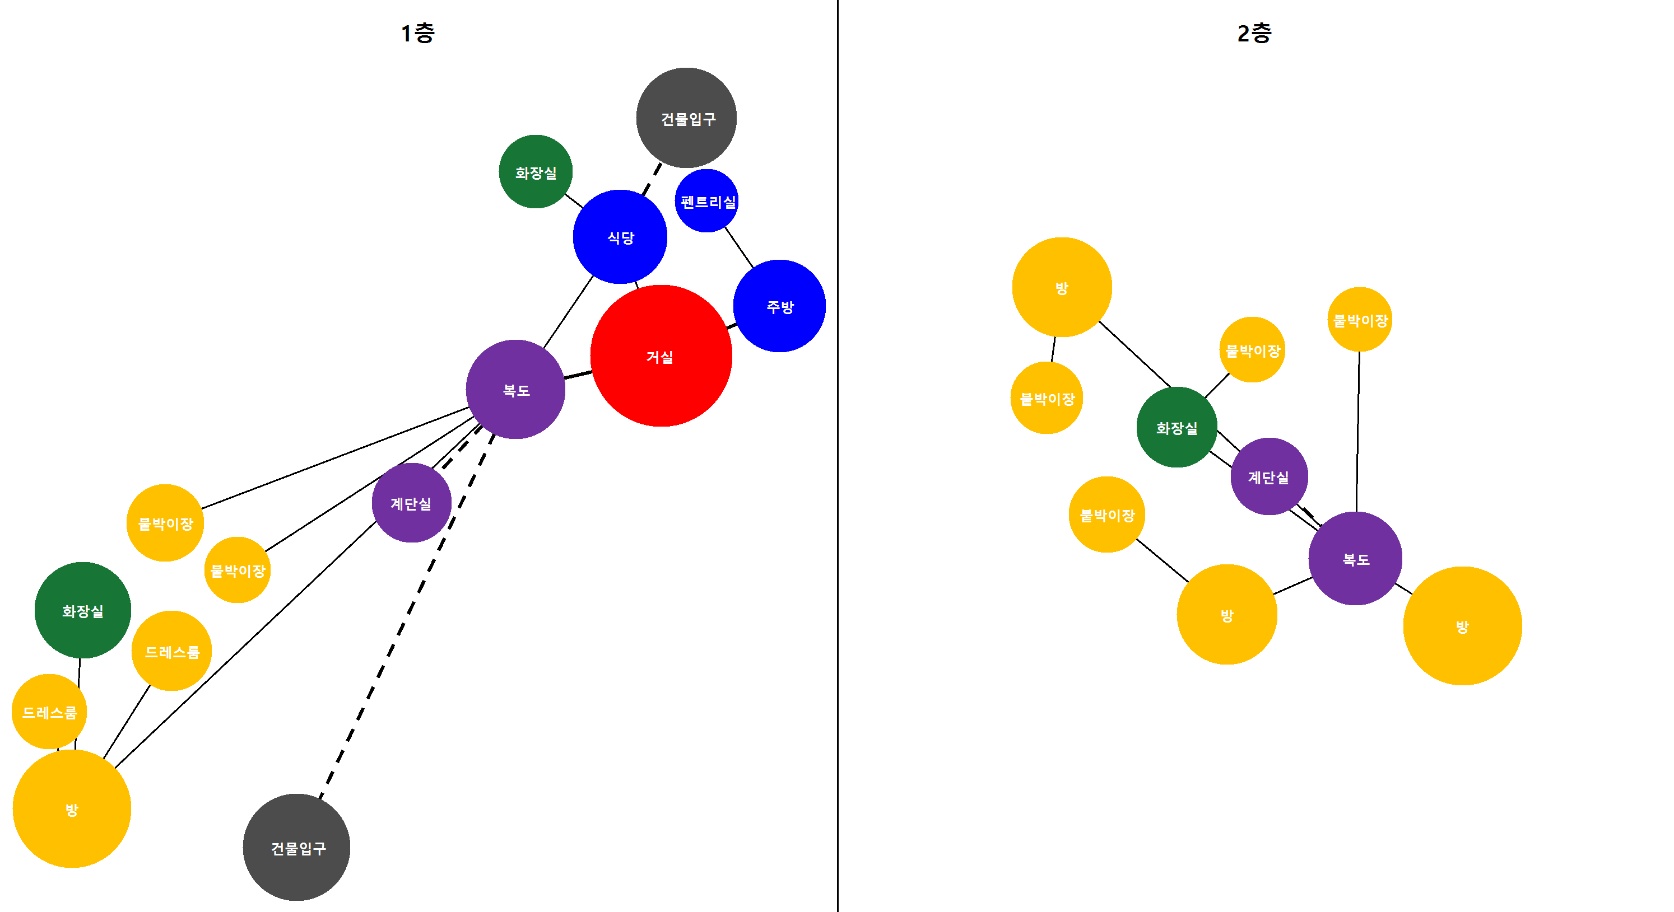 1층
건물입구
화장실
펜트리실
식당
주방
거실
복도
계단실
붙박이장
붙박이장
화장실
드레스룸
드레스룸
방
건물입구
2층
방
붙박이장
붙박이장
붙박이장
화장실
계단실
붙박이장
복도
방
방